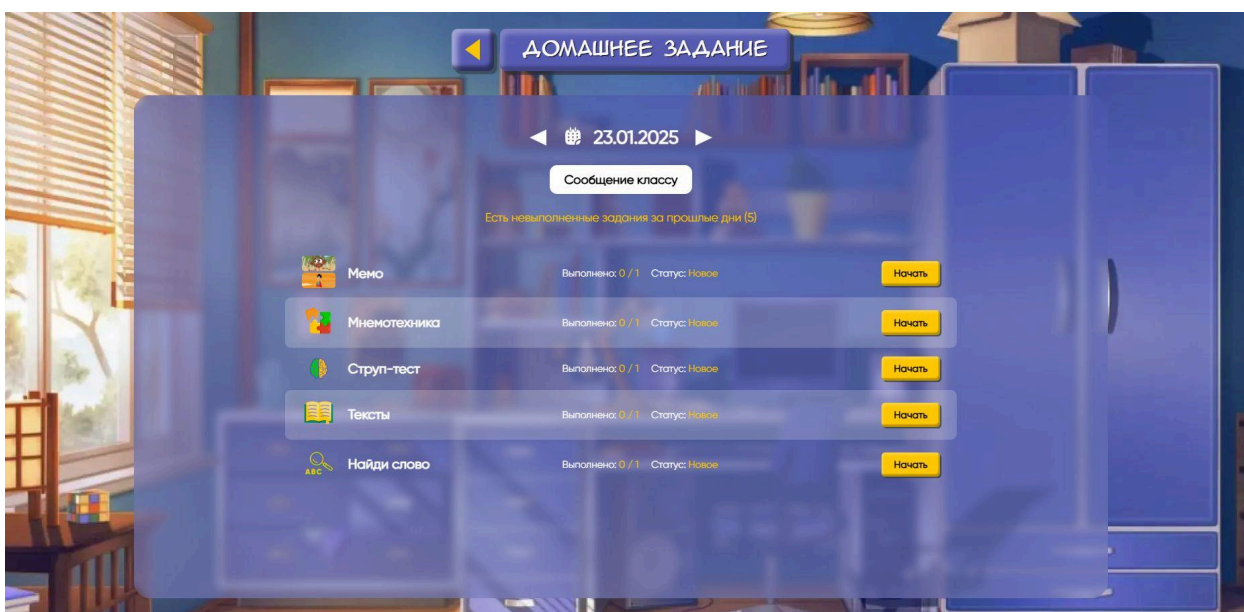 ДОМАШНЕЕ ЗАДАНИЕ
23.01.2025
Сообщение классу
Есть невыполненные задания за прошлые дни (5)
Мемо Выполнено: 0 / 1 Статус: Новое Начать
Мнемотехника Выполнено: 0 / 1 Статус: Новое Начать
Струп-тест Выполнено: 0 / 1 Статус: Новое Начать
Тексты Выполнено: 0 / 1 Статус: Новое Начать
ABC Найди слово Выполнено: 0 / 1 Статус: Новое Начать